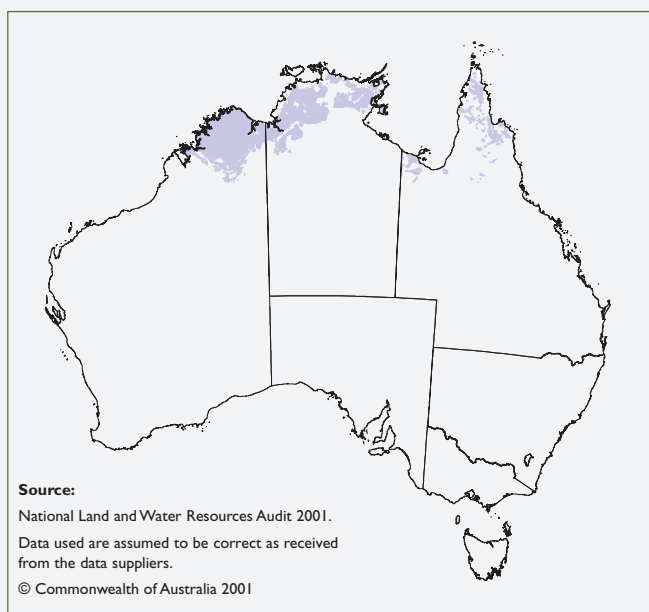 Source:
National Land and Water Resources Audit 2001.
Data used are assumed to be correct as received
from the data suppliers.
© Commonwealth of Australia 2001